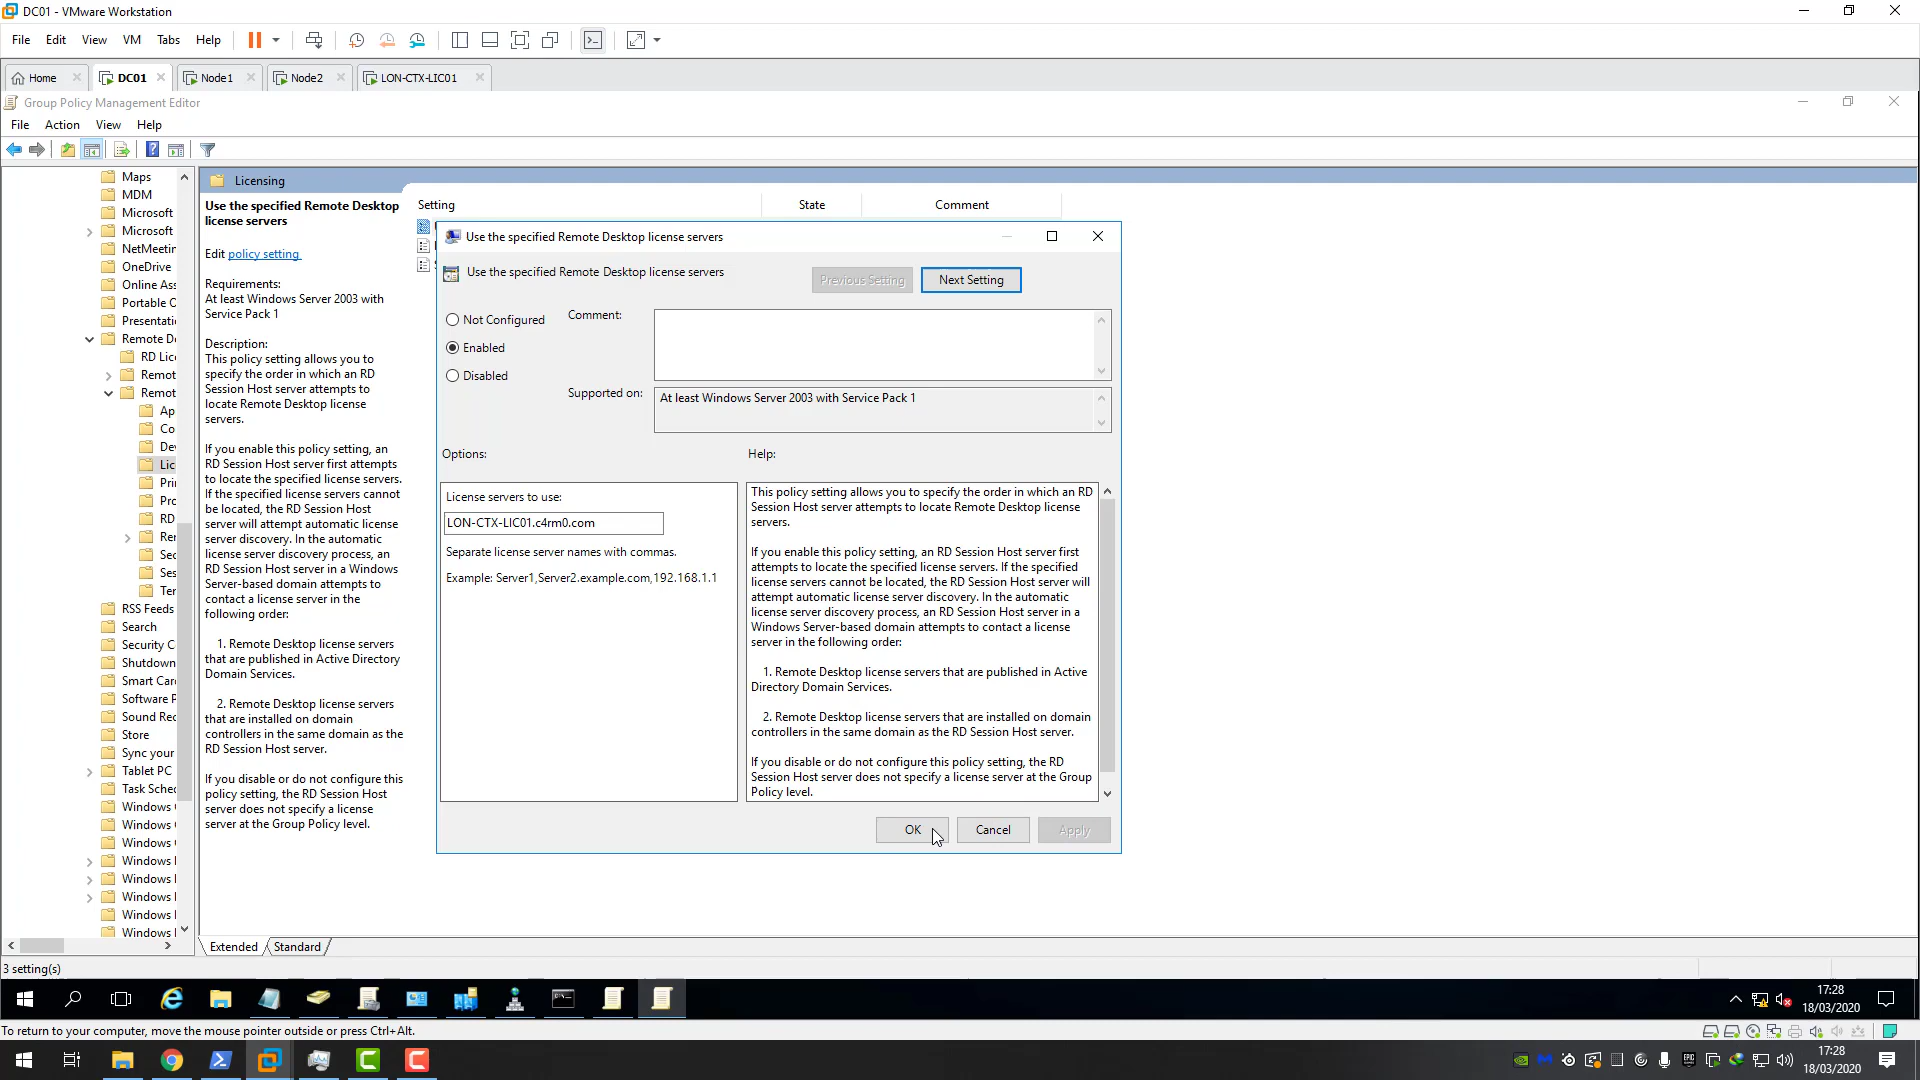 DC01 - VMware Workstation
File Edit View VM Tabs Help
Home DC01 Node1 Node2 LON-CTX-LIC01
Group Policy Management Editor
File Action View Help
Maps
MDM
Microsoft
Microsoft
NetMeetin
OneDrive
Online Ass
Portable O
Presentatio
Remote De
RD Lice
Remot
Remot
Ap
Co
De
Lic
Pri
Pro
RD
Rer
Sec
Ses
Ter
RSS Feeds
Search
Security C
Shutdown
Smart Card
Software P
Sound Rec
Store
Sync your
Tablet PC
Task Sched
Windows
Windows
Windows
Windows
Windows
Windows
Windows
Windows
Licensing
Use the specified Remote Desktop
license servers
Edit policy setting
Requirements:
At least Windows Server 2003 with
Service Pack 1
Description:
This policy setting allows you to
specify the order in which an RD
Session Host server attempts to
locate Remote Desktop license
servers.
If you enable this policy setting, an
RD Session Host server first attempts
to locate the specified license servers.
If the specified license servers cannot
be located, the RD Session Host
server will attempt automatic license
server discovery. In the automatic
license server discovery process, an
RD Session Host server in a Windows
Server-based domain attempts to
contact a license server in the
following order:
1. Remote Desktop license servers
that are published in Active Directory
Domain Services.
2. Remote Desktop license servers
that are installed on domain
controllers in the same domain as the
RD Session Host server.
If you disable or do not configure this
policy setting, the RD Session Host
server does not specify a license
server at the Group Policy level.
Setting State Comment
Use the specified Remote Desktop license servers
Use the specified Remote Desktop license servers
Previous Setting Next Setting
Not Configured
Enabled
Disabled
Comment:
Supported on:
At least Windows Server 2003 with Service Pack 1
Options:
License servers to use:
LON-CTX-LIC01.c4rm0.com
Separate license server names with commas.
Example: Server1,Server2.example.com,192.168.1.1
Help:
This policy setting allows you to specify the order in which an RD
Session Host server attempts to locate Remote Desktop license
servers.
If you enable this policy setting, an RD Session Host server first
attempts to locate the specified license servers. If the specified
license servers cannot be located, the RD Session Host server will
attempt automatic license server discovery. In the automatic
license server discovery process, an RD Session Host server in a
Windows Server-based domain attempts to contact a license
server in the following order:
1. Remote Desktop license servers that are published in Active
Directory Domain Services.
2. Remote Desktop license servers that are installed on domain
controllers in the same domain as the RD Session Host server.
If you disable or do not configure this policy setting, the RD
Session Host server does not specify a license server at the Group
Policy level.
OK Cancel Apply
Extended Standard
3 setting(s)
17:28
18/03/2020
To return to your computer, move the mouse pointer outside or press Ctrl+Alt.
17:28
18/03/2020